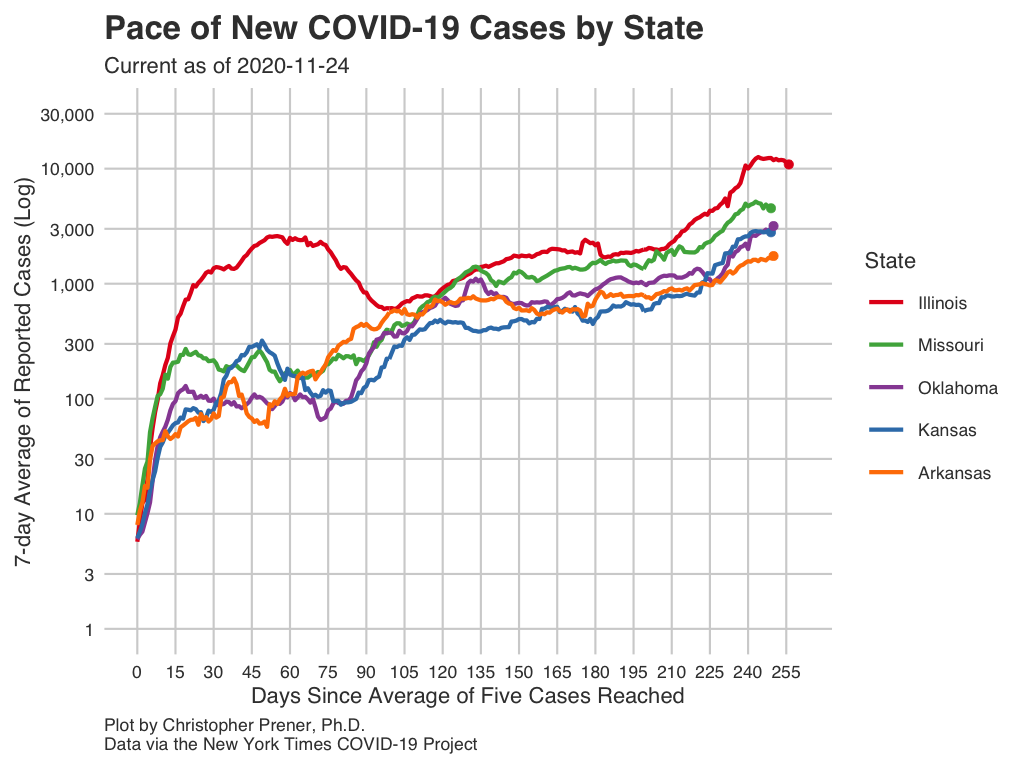 Pace of New COVID-19 Cases by State
Current as of 2020-11-24
7-day Average of Reported Cases (Log)
30,000
10,000
3,000
1,000
300
100
30
10
3
1
0 15 30 45 60 75 90 105 120 135 150 165 180 195 210 225 240 255
Days Since Average of Five Cases Reached
State
Illinois
Missouri
Oklahoma
Kansas
Arkansas
Plot by Christopher Prener, Ph.D.
Data via the New York Times COVID-19 Project